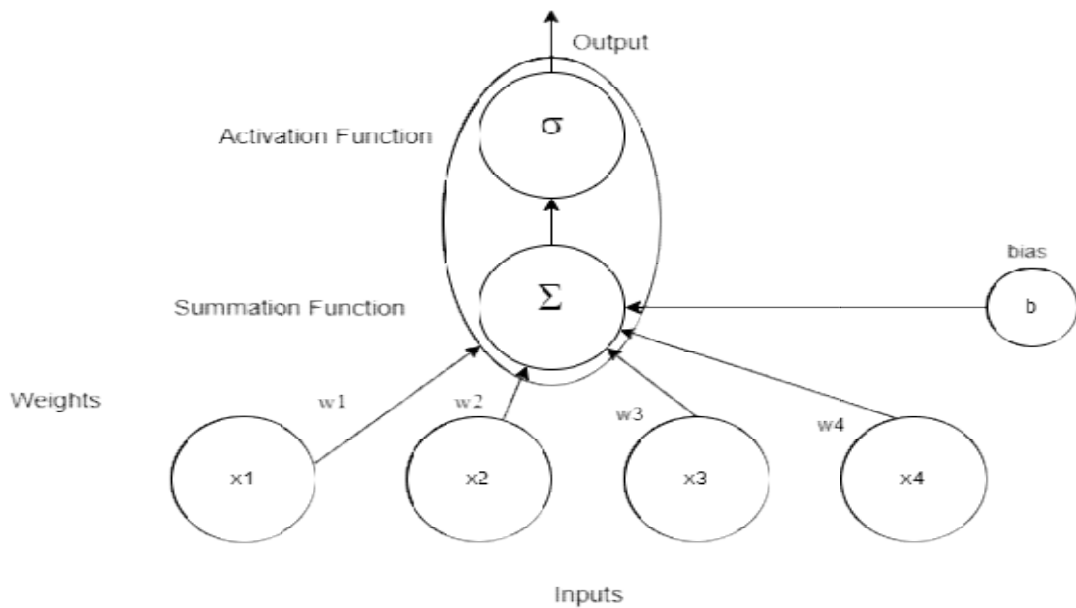 Output
σ
Activation Function
bias
Σ
Summation Function
b
Weights
w1
w2
w3
w4
x1
x2
x3
x4
Inputs